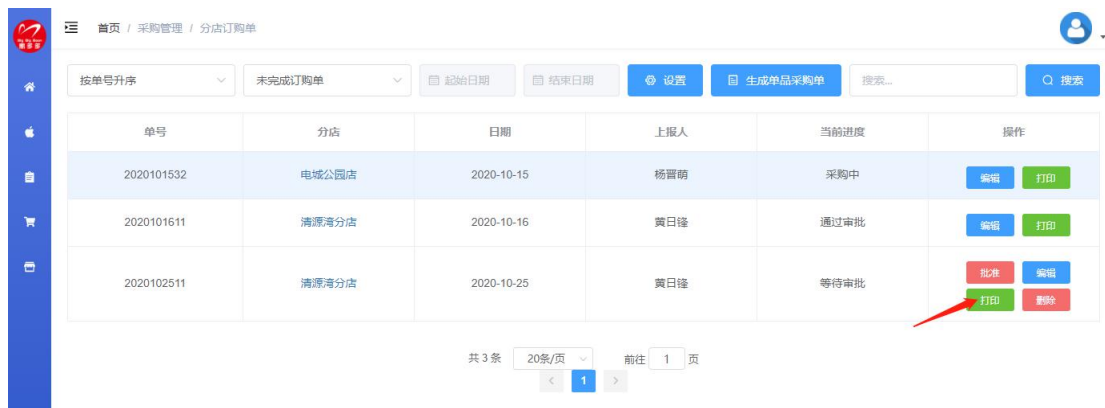 首页 / 采购管理 / 分店订购单
按单号升序 未完成订购单 起始日期 结束日期 设置 生成单品采购单 搜索... 搜索
单号 分店 日期 上报人 当前进度 操作
2020101532 电城公园店 2020-10-15 杨晋萌 采购中 编辑 打印
2020101611 清源湾分店 2020-10-16 黄日锋 通过审批 编辑 打印
2020102511 清源湾分店 2020-10-25 黄日锋 等待审批 批准 编辑
打印 删除
共 3 条 20条/页 前往 1 页
< 1 >